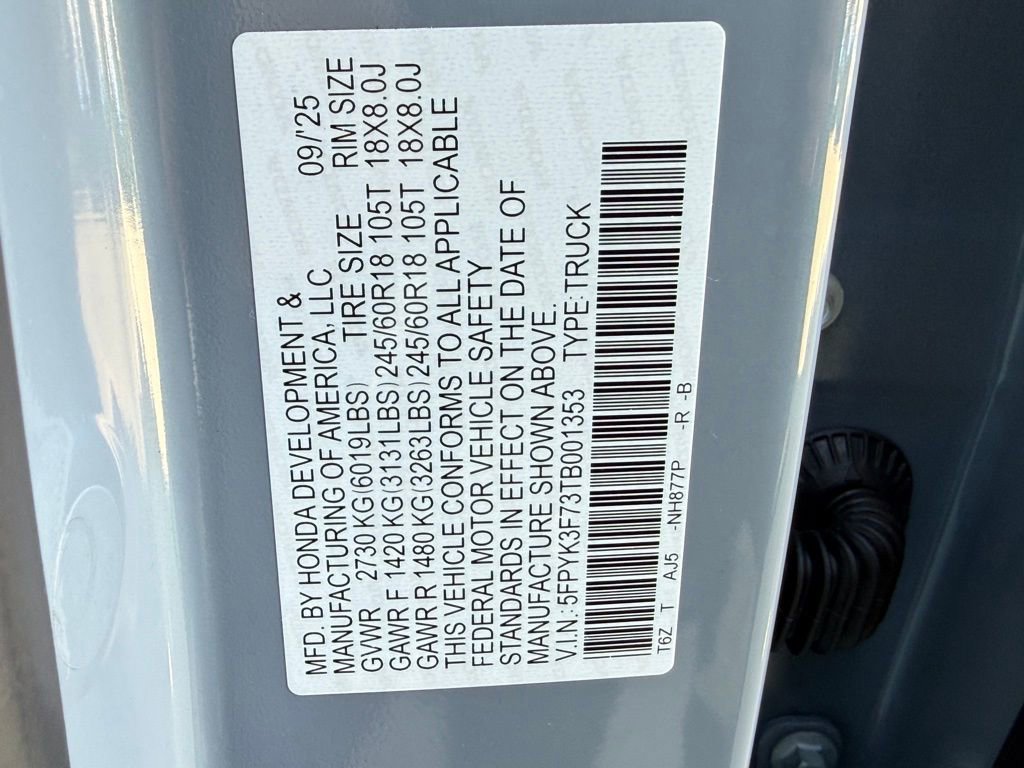 MFD. BY HONDA DEVELOPMENT & 09/'25
MANUFACTURING OF AMERICA, LLC
GVWR 2730 KG(6019LBS) TIRE SIZE RIM SIZE
GAWR F 1420 KG(3131LBS)245/60R18 105T 18X8.0J
GAWR R 1480 KG(3263LBS)245/60R18 105T 18X8.0J
THIS VEHICLE CONFORMS TO ALL APPLICABLE
FEDERAL MOTOR VEHICLE SAFETY
STANDARDS IN EFFECT ON THE DATE OF
MANUFACTURE SHOWN ABOVE.
V.I.N.:5FPYK3F73TB001353 TYPE:TRUCK
T6Z T AJ5 -NH877P -R -B